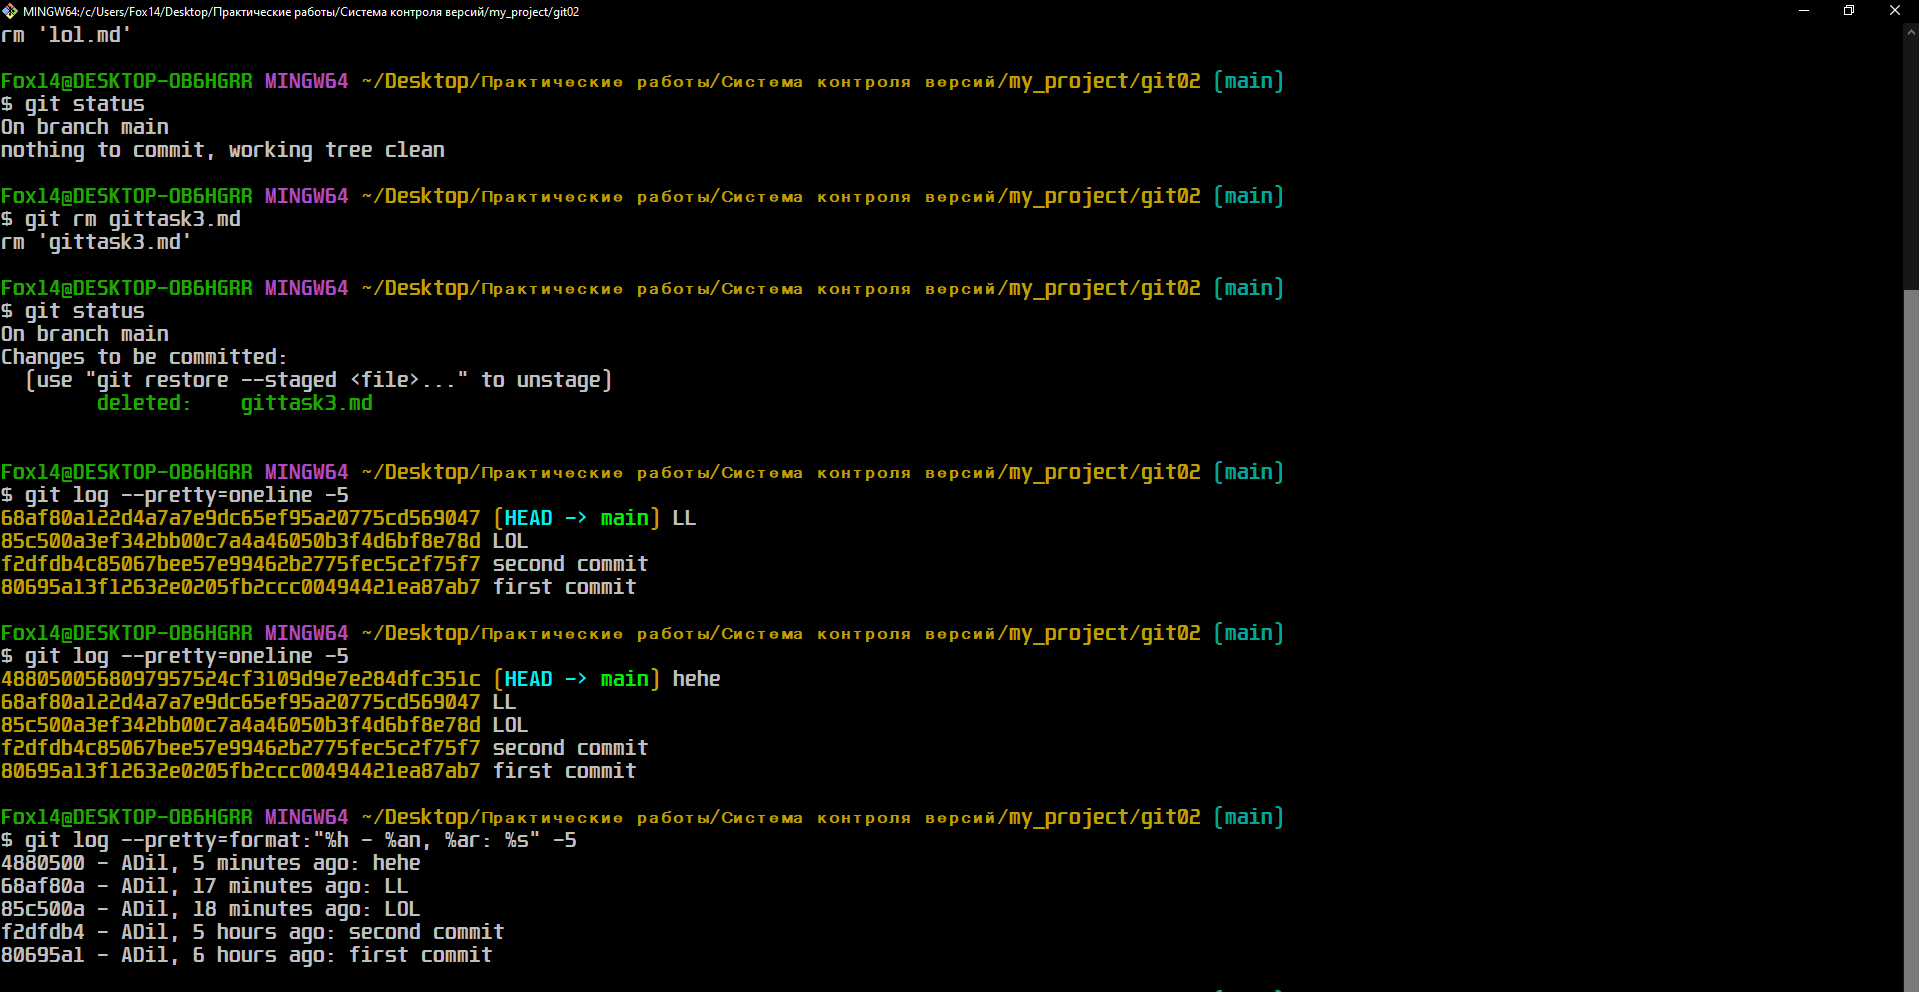 MINGW64:/c/Users/Fox14/Desktop/Практические работы/Система контроля версий/my_project/git02
rm 'lol.md'
Fox14@DESKTOP-OB6HGRR MINGW64 ~/Desktop/Практические работы/Система контроля версий/my_project/git02 (main)
$ git status
On branch main
nothing to commit, working tree clean
Fox14@DESKTOP-OB6HGRR MINGW64 ~/Desktop/Практические работы/Система контроля версий/my_project/git02 (main)
$ git rm gittask3.md
rm 'gittask3.md'
Fox14@DESKTOP-OB6HGRR MINGW64 ~/Desktop/Практические работы/Система контроля версий/my_project/git02 (main)
$ git status
On branch main
Changes to be committed:
  (use "git restore --staged <file>..." to unstage)
        deleted:    gittask3.md
Fox14@DESKTOP-OB6HGRR MINGW64 ~/Desktop/Практические работы/Система контроля версий/my_project/git02 (main)
$ git log --pretty=oneline -5
68af80a122d4a7a7e9dc65ef95a20775cd569047 (HEAD -> main) LL
85c500a3ef342bb00c7a4a46050b3f4d6bf8e78d LOL
f2dfdb4c85067bee57e99462b2775fec5c2f75f7 second commit
80695a13f12632e0205fb2ccc00494421ea87ab7 first commit
Fox14@DESKTOP-OB6HGRR MINGW64 ~/Desktop/Практические работы/Система контроля версий/my_project/git02 (main)
$ git log --pretty=oneline -5
4880500568097957524cf3109d9e7e284dfc351c (HEAD -> main) hehe
68af80a122d4a7a7e9dc65ef95a20775cd569047 LL
85c500a3ef342bb00c7a4a46050b3f4d6bf8e78d LOL
f2dfdb4c85067bee57e99462b2775fec5c2f75f7 second commit
80695a13f12632e0205fb2ccc00494421ea87ab7 first commit
Fox14@DESKTOP-OB6HGRR MINGW64 ~/Desktop/Практические работы/Система контроля версий/my_project/git02 (main)
$ git log --pretty=format:"%h - %an, %ar: %s" -5
4880500 - ADil, 5 minutes ago: hehe
68af80a - ADil, 17 minutes ago: LL
85c500a - ADil, 18 minutes ago: LOL
f2dfdb4 - ADil, 5 hours ago: second commit
80695a1 - ADil, 6 hours ago: first commit